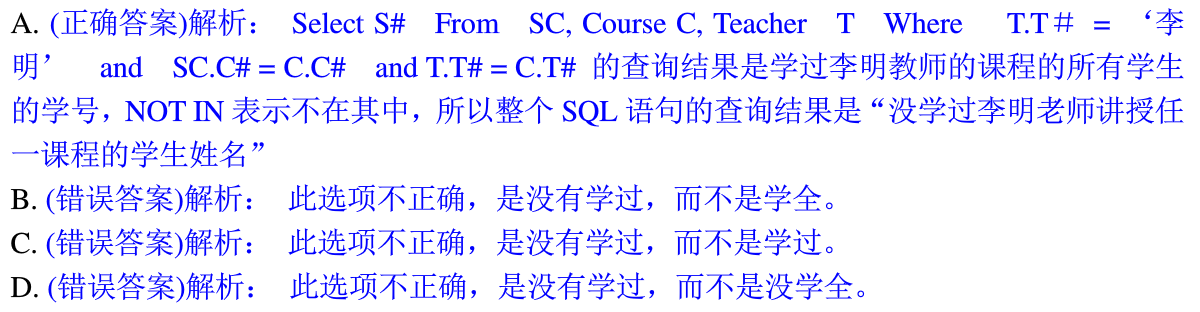 A. (正确答案)解析： Select S# From SC, Course C, Teacher T Where T.T＃ = ‘李
明’ and SC.C# = C.C# and T.T# = C.T# 的查询结果是学过李明教师的课程的所有学生
的学号，NOT IN 表示不在其中，所以整个 SQL 语句的查询结果是“没学过李明老师讲授任
一课程的学生姓名”
B. (错误答案)解析： 此选项不正确，是没有学过，而不是学全。
C. (错误答案)解析： 此选项不正确，是没有学过，而不是学过。
D. (错误答案)解析： 此选项不正确，是没有学过，而不是没学全。